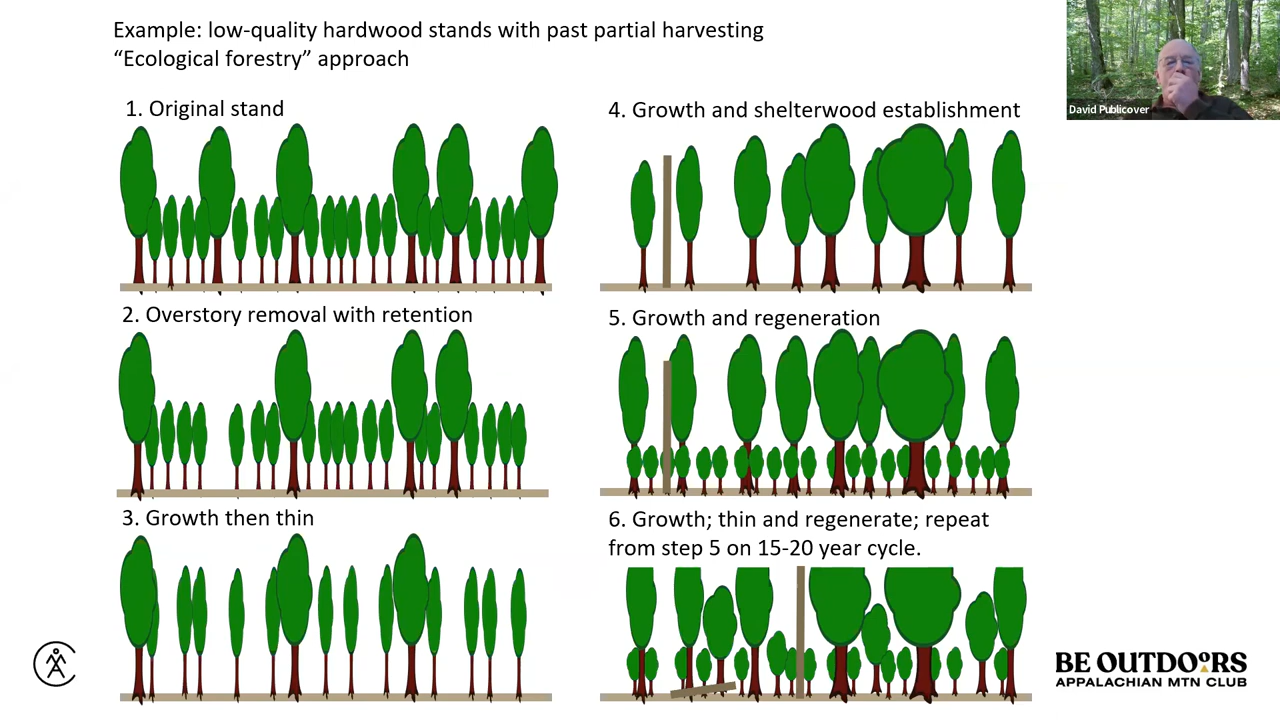 Example: low-quality hardwood stands with past partial harvesting
“Ecological forestry” approach
1. Original stand
2. Overstory removal with retention
3. Growth then thin
4. Growth and shelterwood establishment
5. Growth and regeneration
6. Growth; thin and regenerate; repeat
from step 5 on 15-20 year cycle.
David Publicover
BE OUTDOORS
APPALACHIAN MTN CLUB